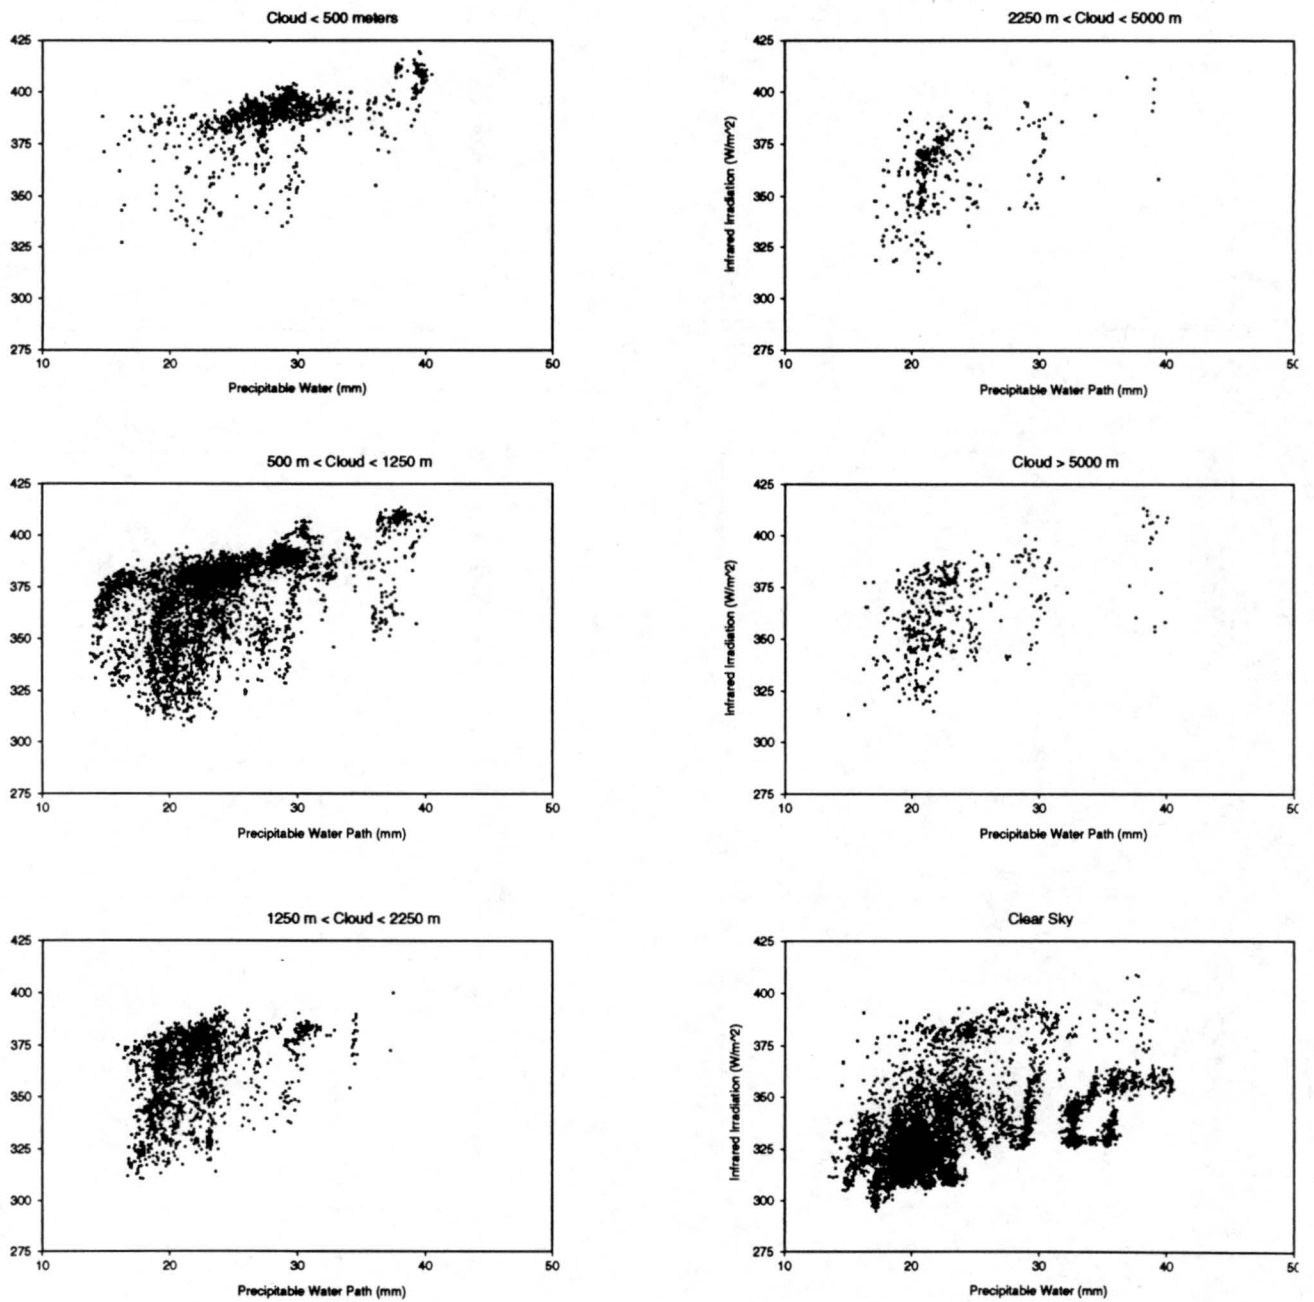 Cloud < 500 meters
425
400
375
350
325
300
275
10 20 30 40 50
Precipitable Water (mm)
2250 m < Cloud < 5000 m
Infrared Irradiation (W/m^2)
425
400
375
350
325
300
275
10 20 30 40 50
Precipitable Water Path (mm)
500 m < Cloud < 1250 m
425
400
375
350
325
300
275
10 20 30 40 50
Precipitable Water Path (mm)
Cloud > 5000 m
Infrared Irradiation (W/m^2)
425
400
375
350
325
300
275
10 20 30 40 50
Precipitable Water Path (mm)
1250 m < Cloud < 2250 m
425
400
375
350
325
300
275
10 20 30 40 50
Precipitable Water Path (mm)
Clear Sky
Infrared Irradiation (W/m^2)
425
400
375
350
325
300
275
10 20 30 40 50
Precipitable Water (mm)